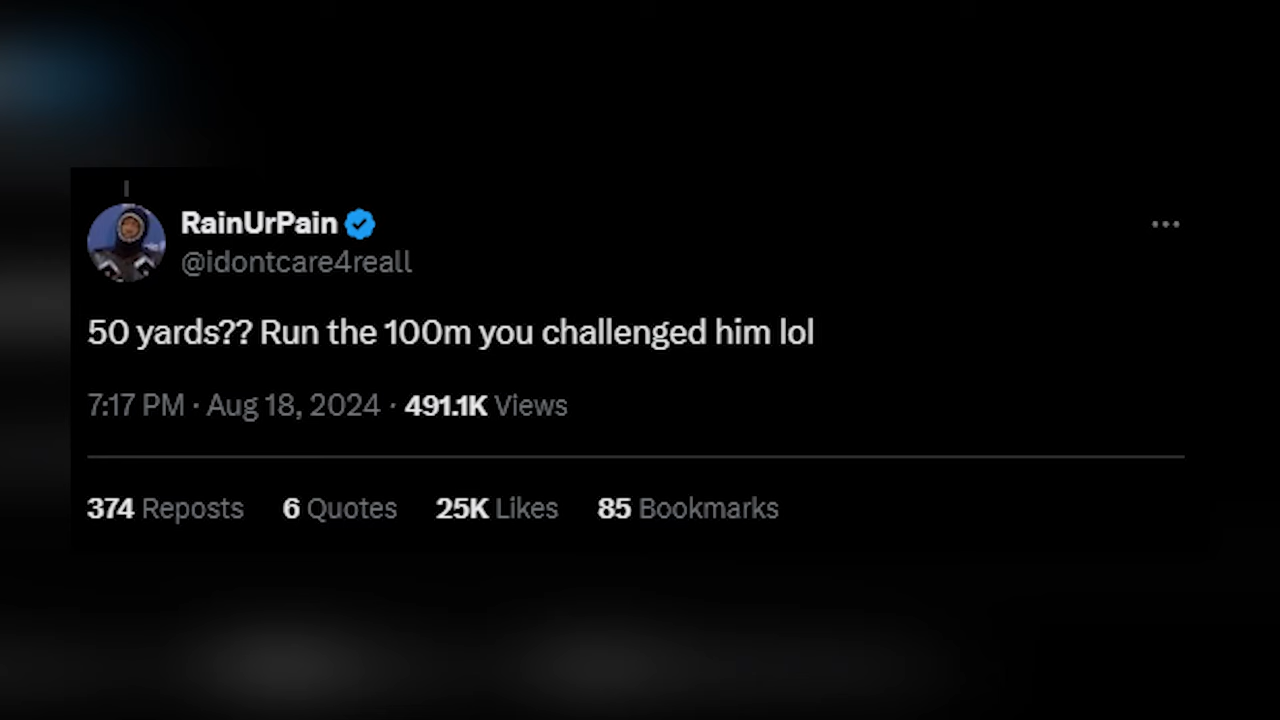 RainUrPain
@idontcare4reall
50 yards?? Run the 100m you challenged him lol
7:17 PM · Aug 18, 2024 · 491.1K Views
374 Reposts 6 Quotes 25K Likes 85 Bookmarks